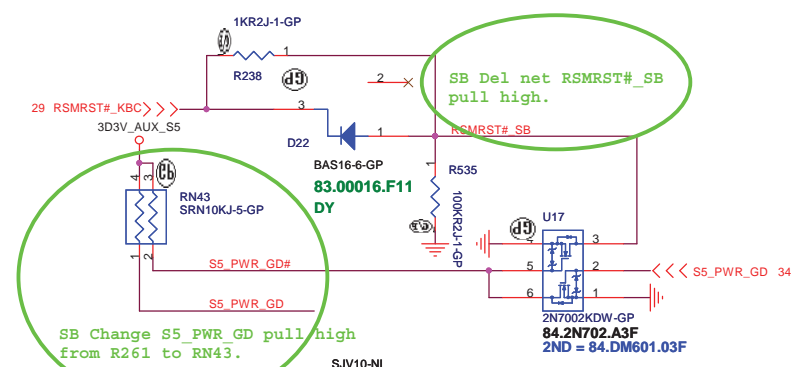 1KR2J-1-GP
1
R238
GP
2
SB Del net RSMRST#_SB
pull high.
29 RSMRST#_KBC
3
3D3V_AUX_S5
D22
1
RSMRST#_SB
BAS16-6-GP
83.00016.F11
DY
1
R535
100KR2J-1-GP
4
3
RN43
SRN10KJ-5-GP
U17
GP
4
3
1
2
S5_PWR_GD#
5
2
S5_PWR_GD 34
6
1
S5_PWR_GD
2N7002KDW-GP
84.2N702.A3F
2ND = 84.DM601.03F
SB Change S5_PWR_GD pull high
from R261 to RN43.